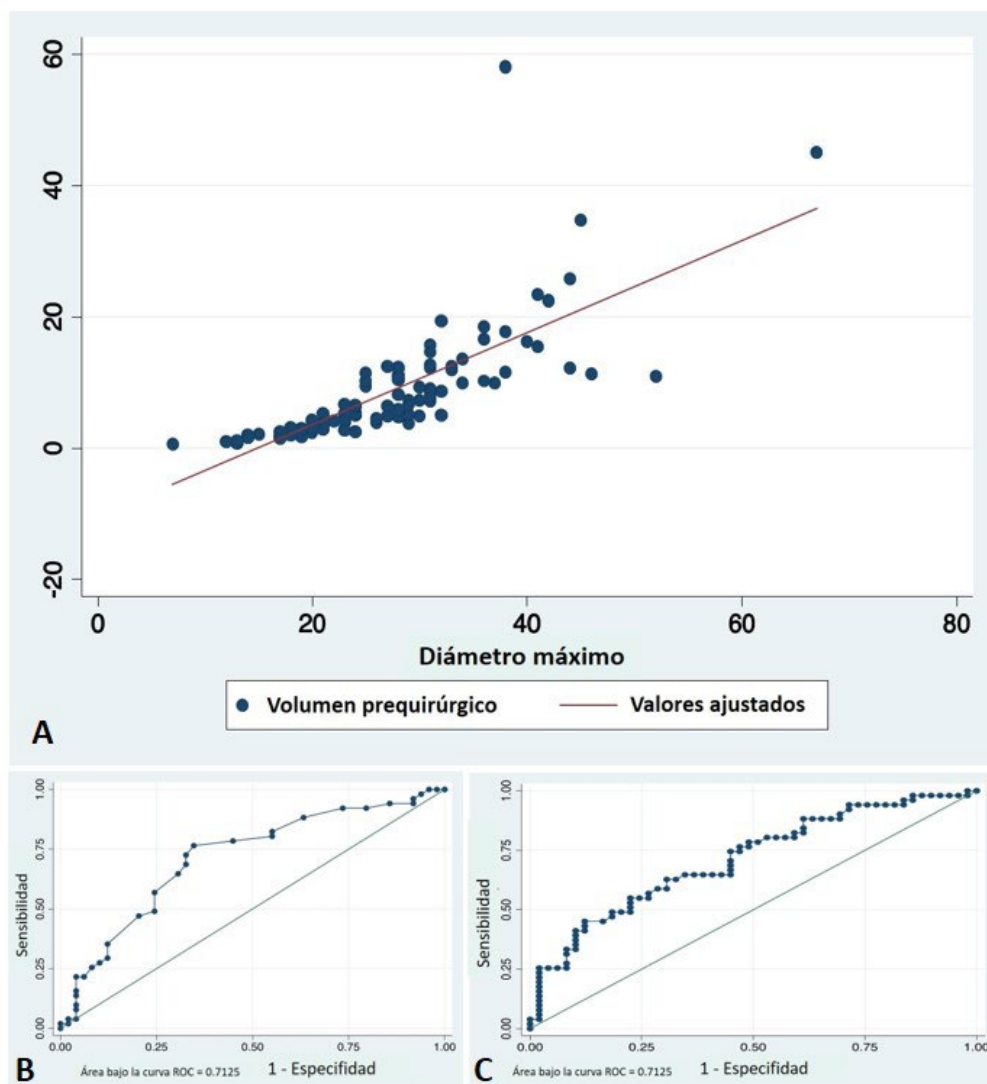 60
40
20
0
-20
0 20 40 60 80
Diámetro máximo
Volumen prequirúrgico Valores ajustados
A
Sensibilidad
1.00
0.75
0.50
0.25
0.00
0.00 0.25 0.50 0.75 1.00
Área bajo la curva ROC = 0.7125 1 - Especifidad
B
Sensibilidad
1.00
0.75
0.50
0.25
0.00
0.00 0.25 0.50 0.75 1.00
Área bajo la curva ROC = 0.7125 1 - Especifidad
C